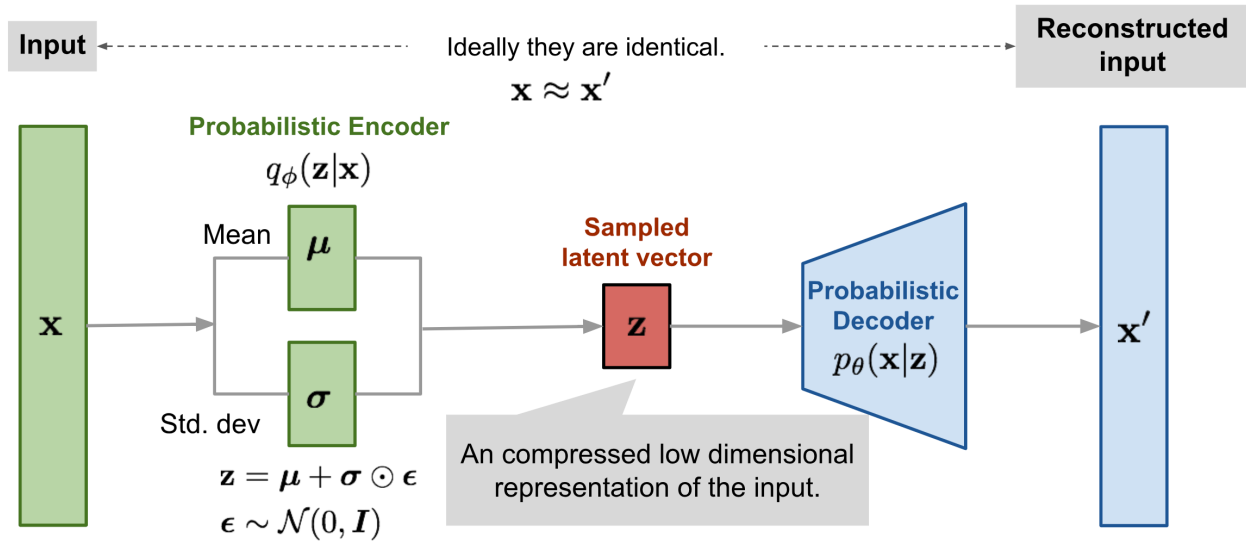 Input
Ideally they are identical.
x ≈ x′
Reconstructed
input
Probabilistic Encoder
qϕ(z|x)
Mean
μ
x
σ
Std. dev
z = μ + σ ⊙ ϵ
ϵ ∼ 𝒩(0, I)
Sampled
latent vector
z
An compressed low dimensional
representation of the input.
Probabilistic
Decoder
pθ(x|z)
x′